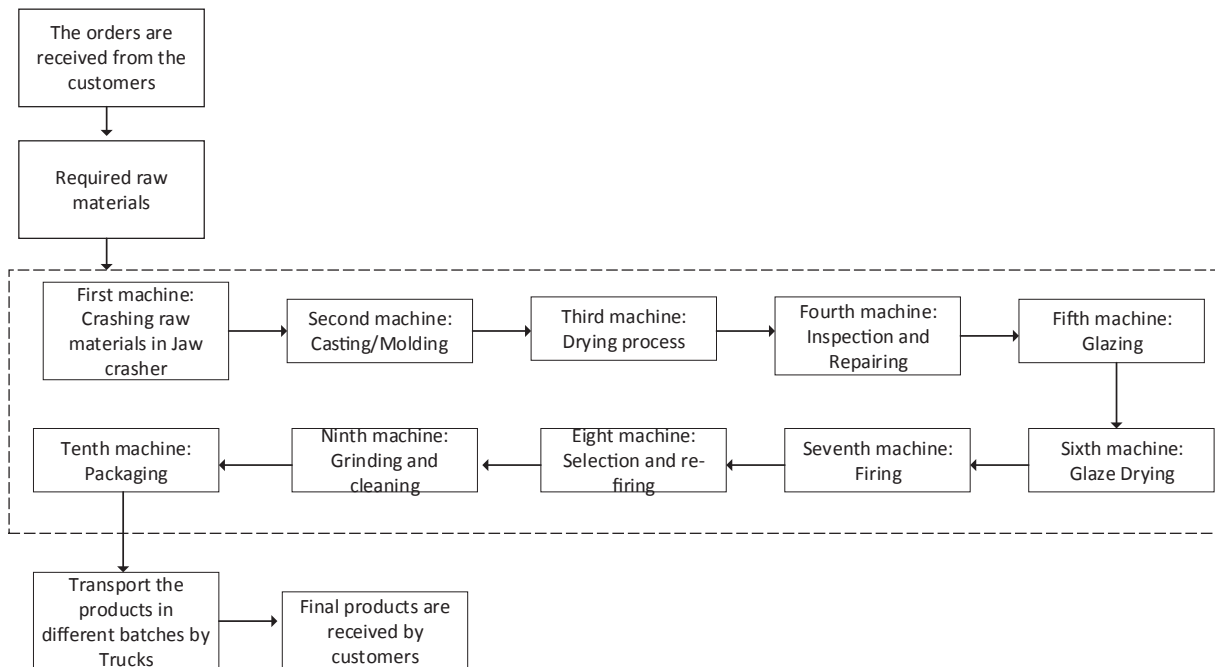 The orders are
received from the
customers
Required raw
materials
First machine:
Crashing raw
materials in Jaw
crasher
Second machine:
Casting/Molding
Third machine:
Drying process
Fourth machine:
Inspection and
Repairing
Fifth machine:
Glazing
Sixth machine:
Glaze Drying
Seventh machine:
Firing
Eight machine:
Selection and re-
firing
Ninth machine:
Grinding and
cleaning
Tenth machine:
Packaging
Transport the
products in
different batches by
Trucks
Final products are
received by
customers